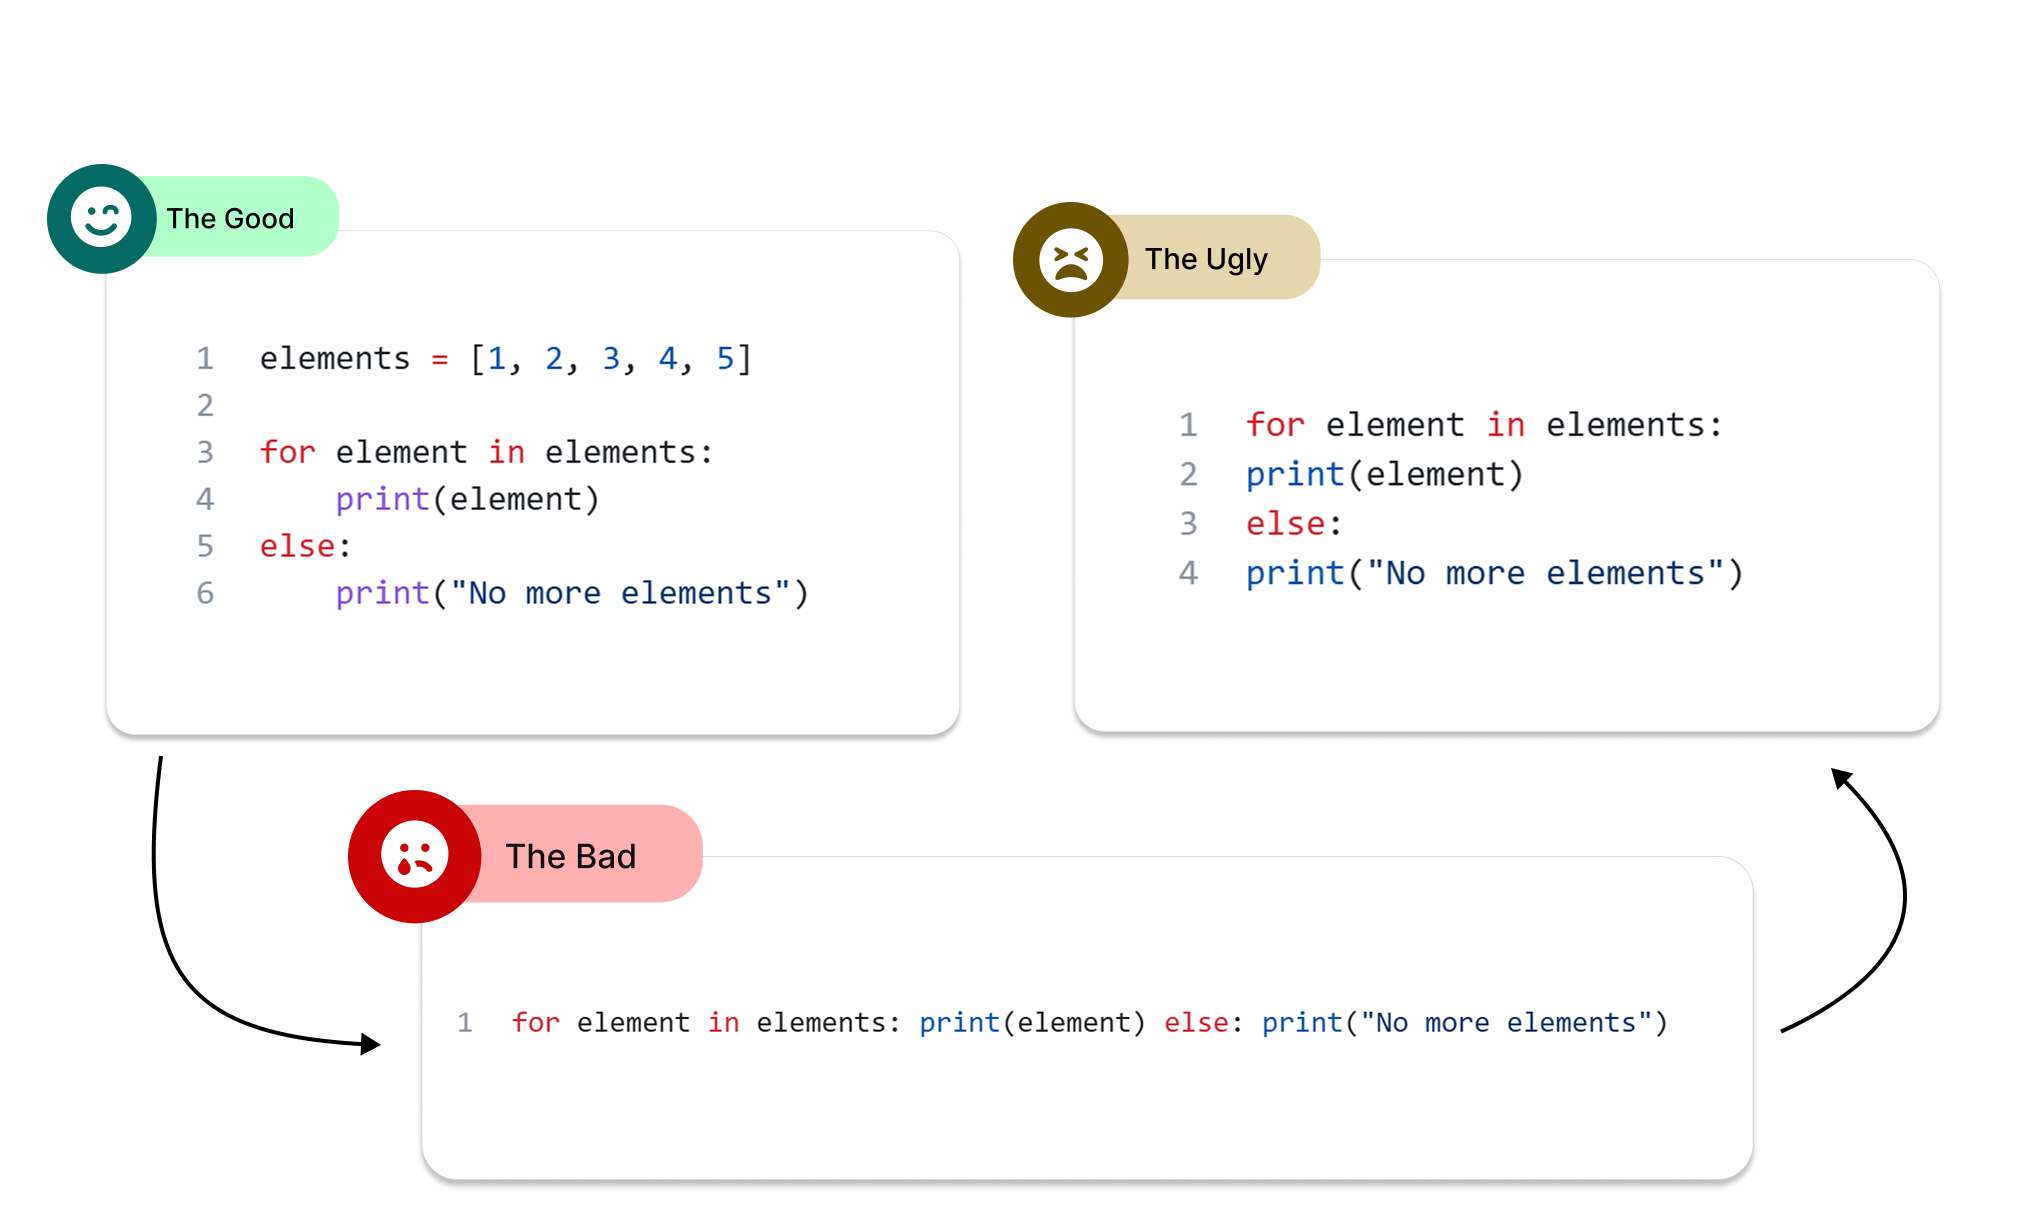 The Good
1 elements = [1, 2, 3, 4, 5]
2
3 for element in elements:
4     print(element)
5 else:
6     print("No more elements")
The Ugly
1 for element in elements:
2 print(element)
3 else:
4 print("No more elements")
The Bad
1 for element in elements: print(element) else: print("No more elements")